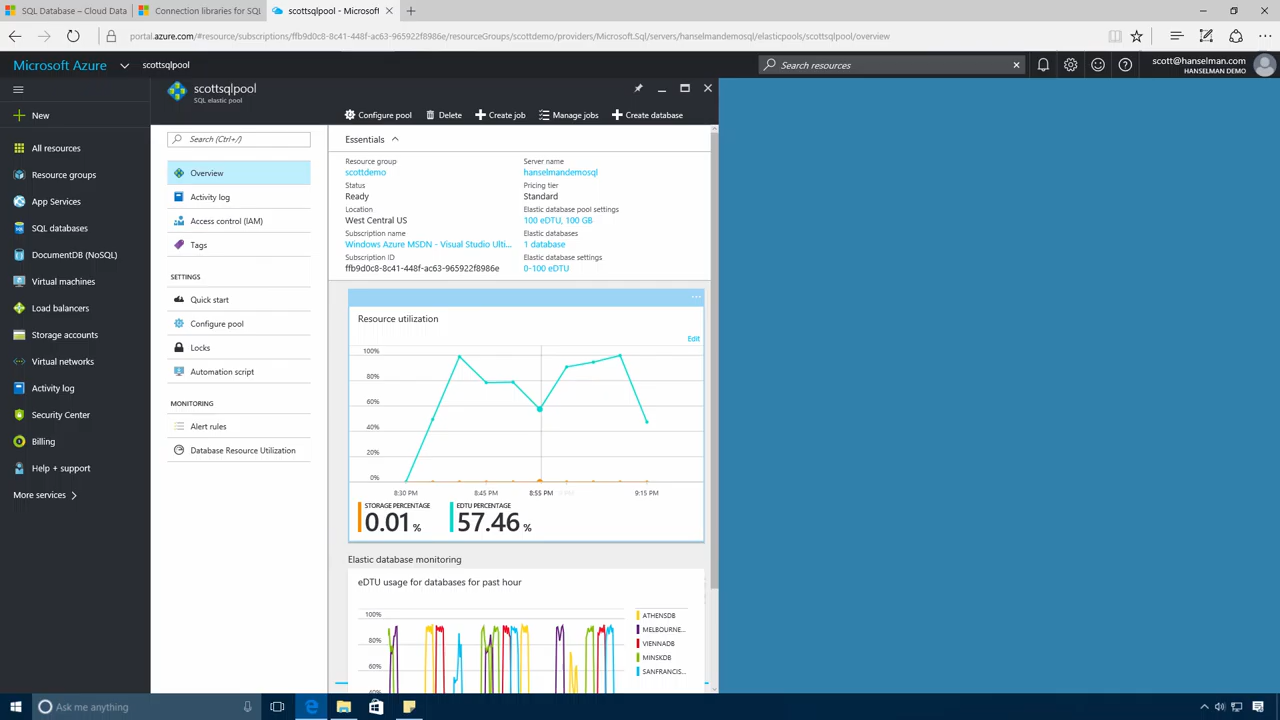 SQL Database – Cloud Data
Connection libraries for SQL
scottsqlpool - Microsoft
portal.azure.com/#resource/subscriptions/ffb9d0c8-8c41-448f-ac63-965922f8986e/resourceGroups/scottdemo/providers/Microsoft.Sql/servers/hanselmandemosql/elasticpools/scottsqlpool/overview
Microsoft Azure
scottsqlpool
Search resources
scott@hanselman.com
HANSELMAN DEMO
New
All resources
Resource groups
App Services
SQL databases
DocumentDB (NoSQL)
Virtual machines
Load balancers
Storage accounts
Virtual networks
Activity log
Security Center
Billing
Help + support
More services
scottsqlpool
SQL elastic pool
Search (Ctrl+/)
Overview
Activity log
Access control (IAM)
Tags
SETTINGS
Quick start
Configure pool
Locks
Automation script
MONITORING
Alert rules
Database Resource Utilization
Configure pool Delete Create job Manage jobs Create database
Essentials
Resource group
scottdemo
Status
Ready
Location
West Central US
Subscription name
Windows Azure MSDN - Visual Studio Ulti...
Subscription ID
ffb9d0c8-8c41-448f-ac63-965922f8986e
Server name
hanselmandemosql
Pricing tier
Standard
Elastic database pool settings
100 eDTU, 100 GB
Elastic databases
1 database
Elastic database settings
0-100 eDTU
Resource utilization
Edit
100%
80%
60%
40%
20%
0%
8:30 PM 8:45 PM 8:55 PM 9:15 PM
STORAGE PERCENTAGE
0.01 %
EDTU PERCENTAGE
57.46 %
Elastic database monitoring
eDTU usage for databases for past hour
100%
80%
60%
40%
ATHENSDB
MELBOURNE...
VIENNADB
MINSKDB
SANFRANCIS...
Ask me anything